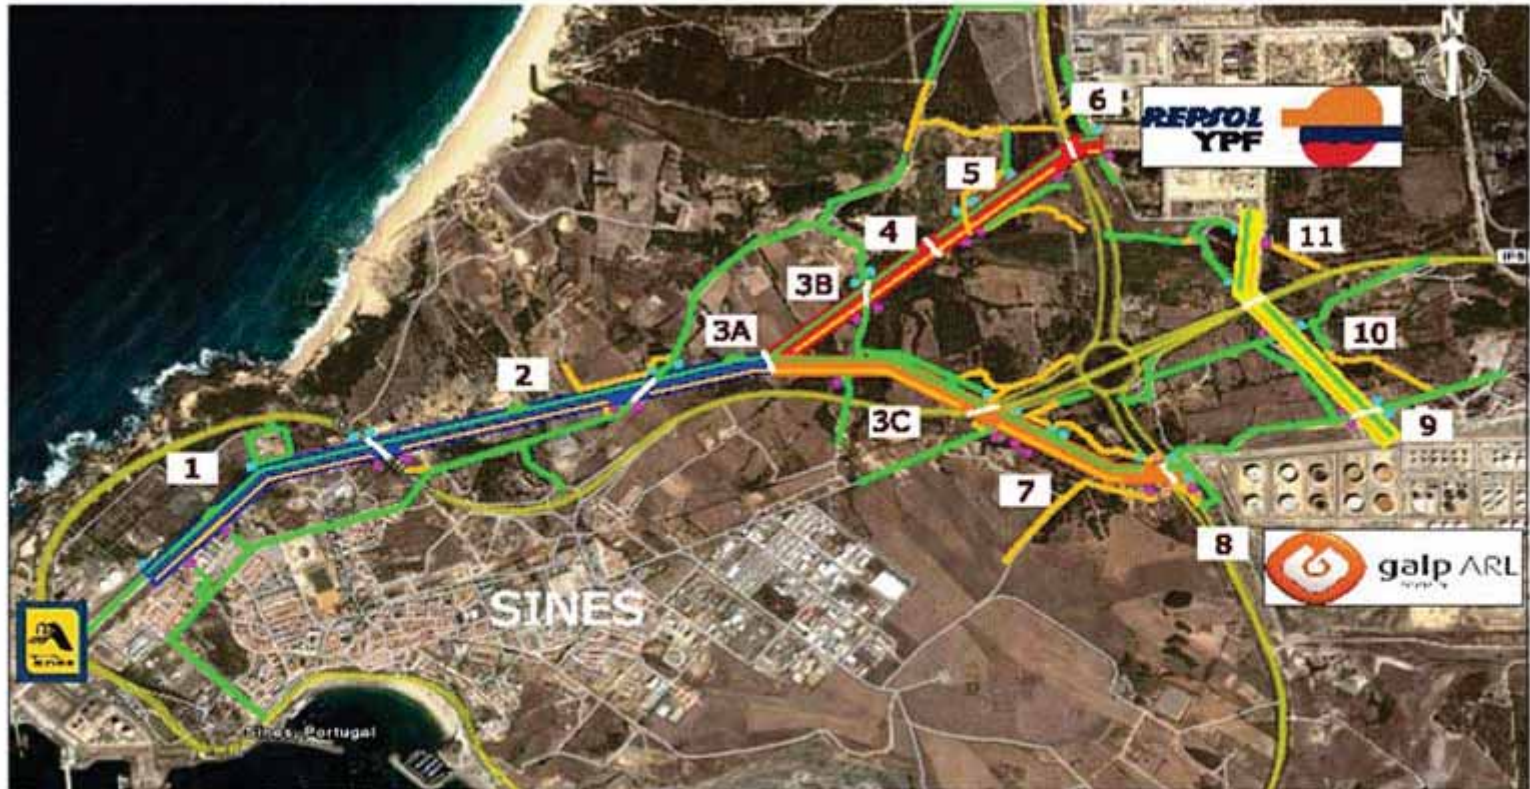 N
6
REPSOL
YPF
5
4
11
3B
3A
10
2
3C
9
1
7
8
galp ARL
SINES
Sines, Portugal